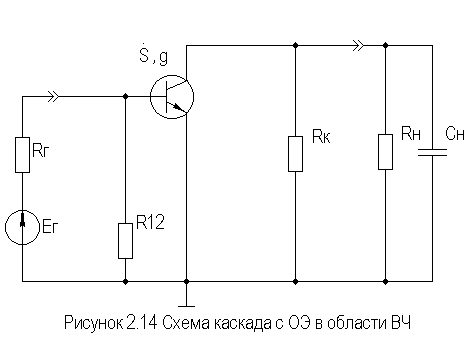 Ṡ,g
Rг
Rк
Rн
Cн
Eг
R12
Рисунок 2.14 Схема каскада с ОЭ в области ВЧ